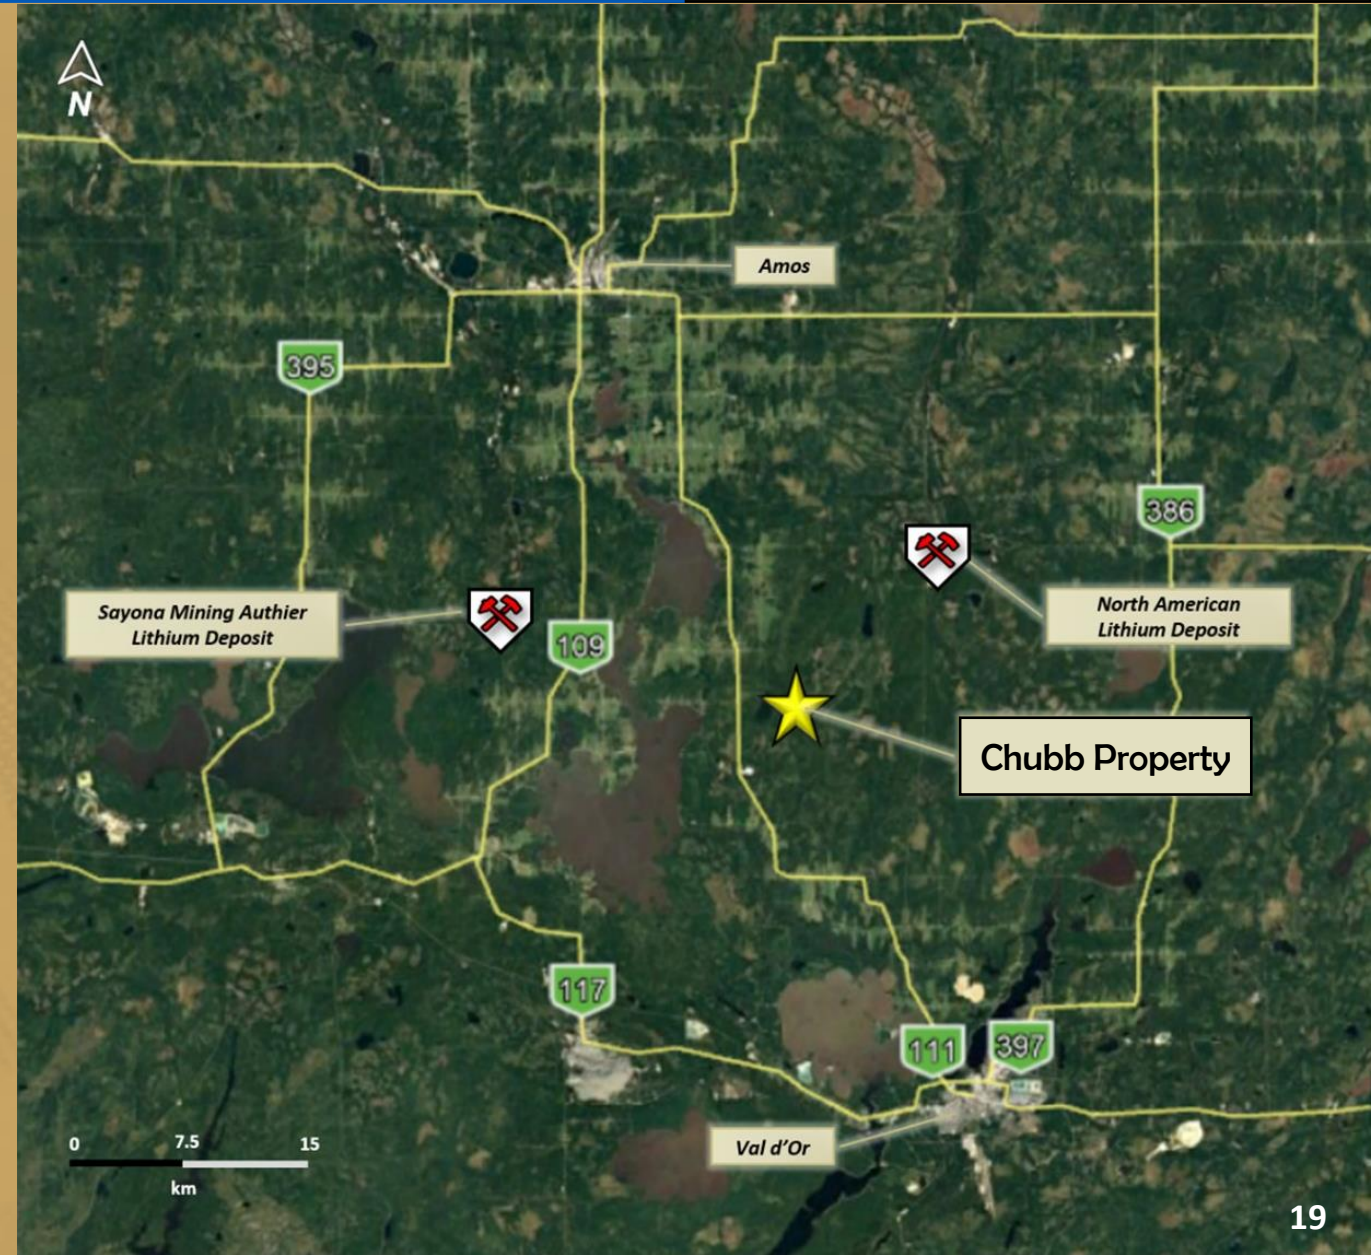 N
Amos
395
386
Sayona Mining Authier
Lithium Deposit
109
North American
Lithium Deposit
Chubb Property
117
111
397
Val d'Or
0 7.5 15
km
19